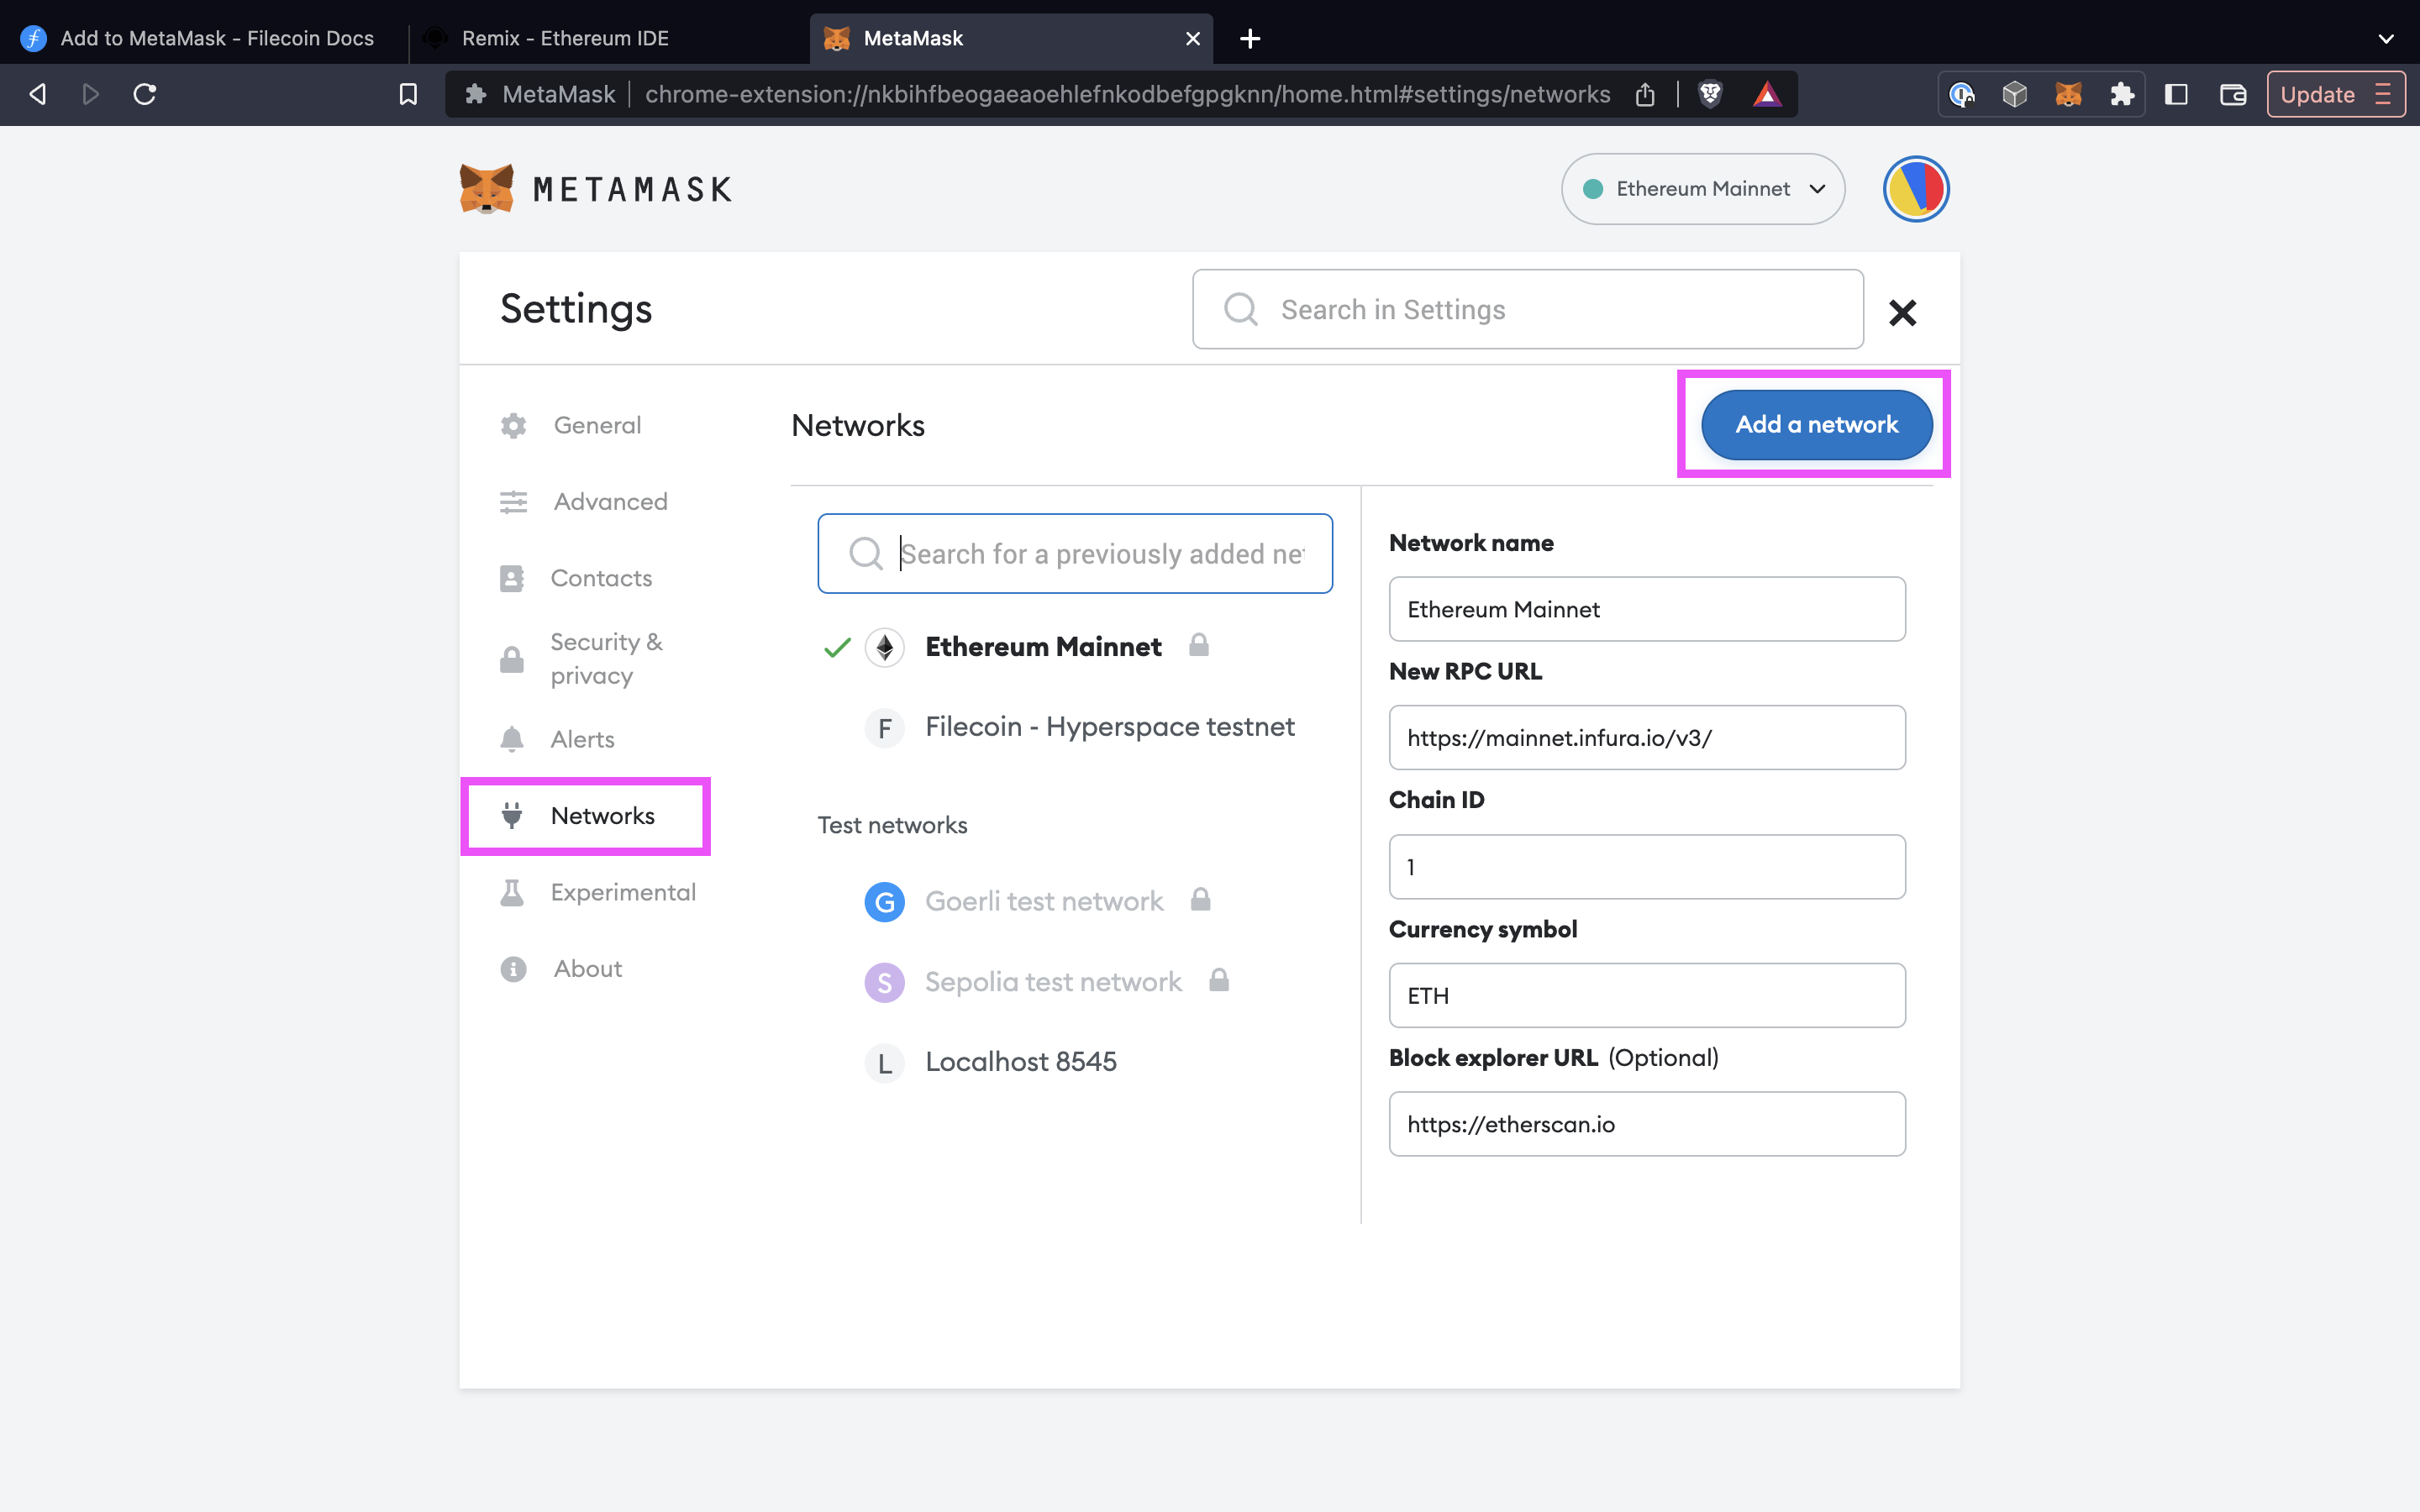 Add to MetaMask - Filecoin Docs
Remix - Ethereum IDE
MetaMask
MetaMask
chrome-extension://nkbihfbeogaeaoehlefnkodbefgpgknn/home.html#settings/networks
Update
METAMASK
Ethereum Mainnet
Settings
Search in Settings
General
Advanced
Contacts
Security &
privacy
Alerts
Networks
Experimental
About
Networks
Add a network
Search for a previously added ne
Ethereum Mainnet
F
Filecoin - Hyperspace testnet
Test networks
G
Goerli test network
S
Sepolia test network
L
Localhost 8545
Network name
Ethereum Mainnet
New RPC URL
https://mainnet.infura.io/v3/
Chain ID
1
Currency symbol
ETH
Block explorer URL (Optional)
https://etherscan.io